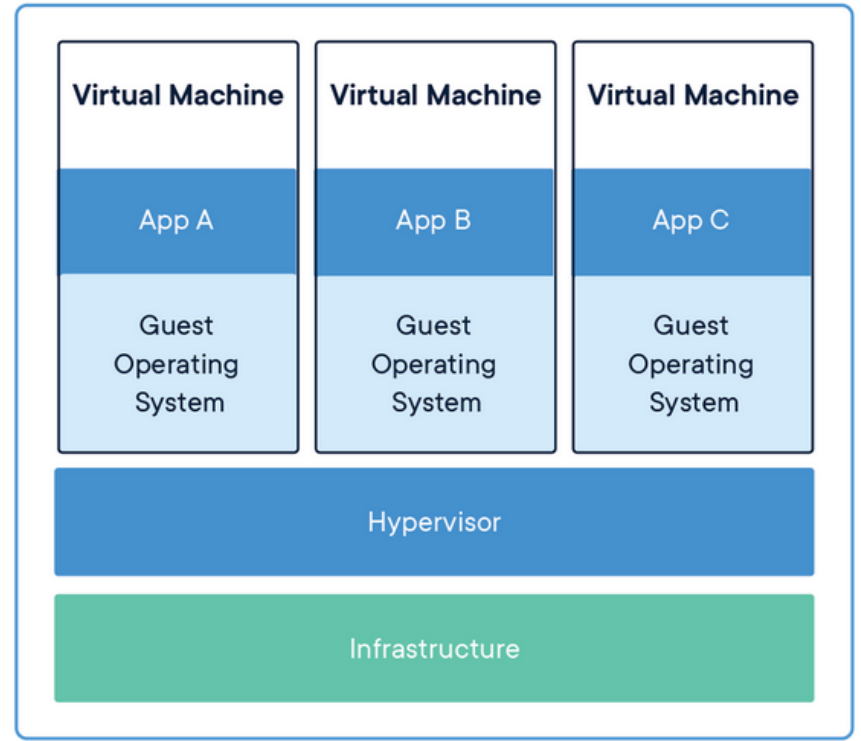 Virtual Machine
Virtual Machine
Virtual Machine
App A
App B
App C
Guest
Operating
System
Guest
Operating
System
Guest
Operating
System
Hypervisor
Infrastructure